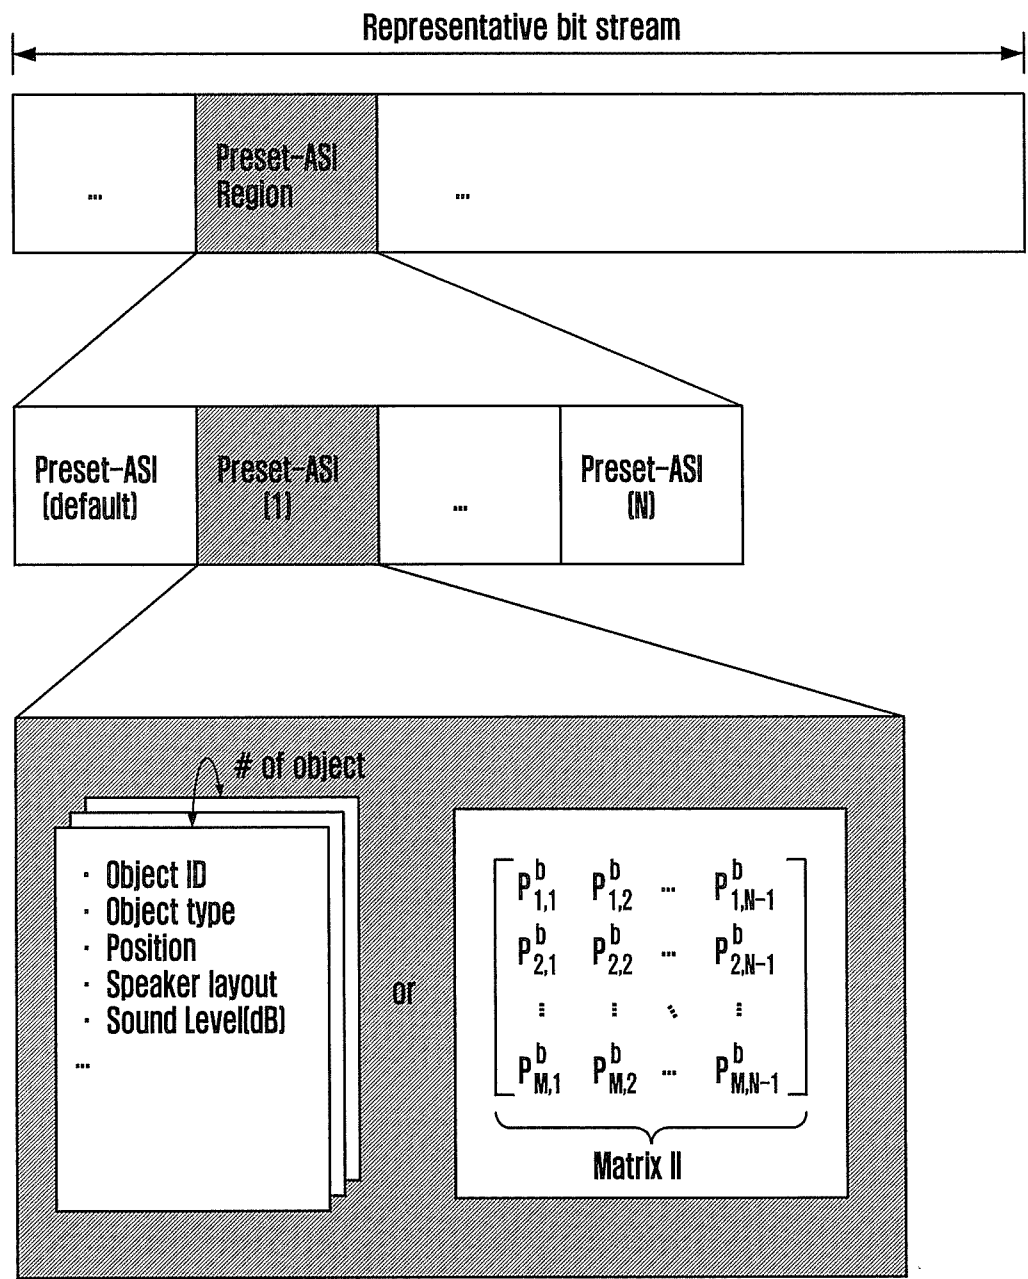 Representative bit stream
... Preset-ASI Region ...
Preset-ASI (default) Preset-ASI (1) ... Preset-ASI (N)
# of object
· Object ID
· Object type
· Position
· Speaker layout
· Sound Level(dB)
...
or
P^b_1,1 P^b_1,2 ... P^b_1,N-1
P^b_2,1 P^b_2,2 ... P^b_2,N-1
⋮ ⋮ ⋱ ⋮
P^b_M,1 P^b_M,2 ... P^b_M,N-1
Matrix II